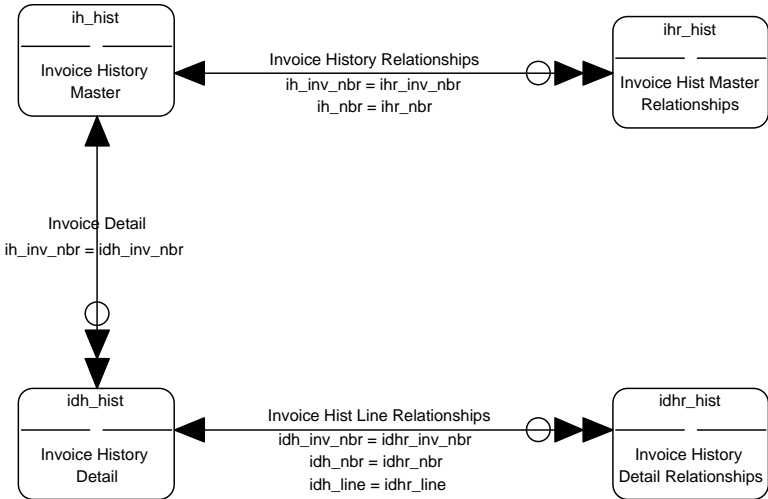 ih_hist
Invoice History
Master
Invoice History Relationships
ih_inv_nbr = ihr_inv_nbr
ih_nbr = ihr_nbr
ihr_hist
Invoice Hist Master
Relationships
Invoice Detail
ih_inv_nbr = idh_inv_nbr
idh_hist
Invoice History
Detail
Invoice Hist Line Relationships
idh_inv_nbr = idhr_inv_nbr
idh_nbr = idhr_nbr
idh_line = idhr_line
idhr_hist
Invoice History
Detail Relationships